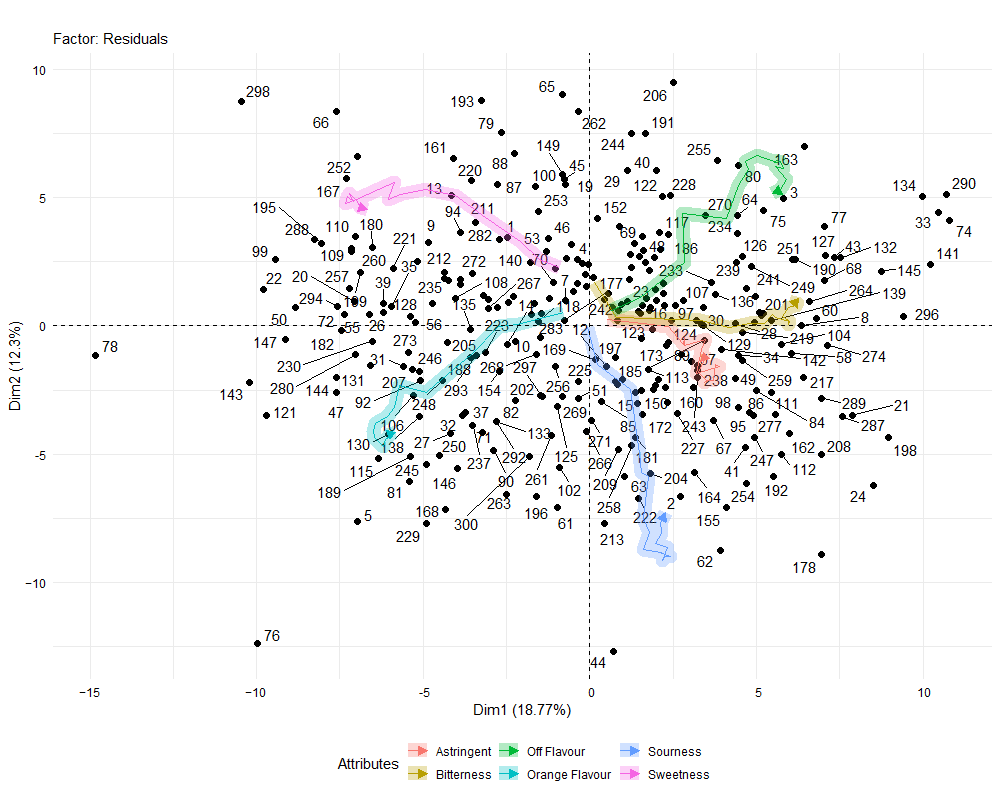 Factor: Residuals
298 193 65 206
66 79 262 191
161 149 244 255 163
252 220 88 45 40 80
167 13 87 100 19 29 122 228 3 134 290
195 94 211 253 152 270 64 75 33
288 110 9 282 1 46 69 117 234 77 74
99 109 260 180 221 140 53 4 48 186 126 251 127 43 132 141
22 20 257 35 212 272 70 7 233 239 249 190 68 145
50 294 199 39 128 235 135 108 267 14 118 177 23 107 136 241 201 139
72 55 26 56 223 283 242 16 97 30 28 60 8 296
147 182 273 205 10 12 123 124 129 219 104
78 230 31 246 188 268 169 197 173 84 57 34 58 274
143 280 144 131 207 293 154 297 225 185 113 238 49 259 217
121 47 92 248 202 256 51 15 150 160 98 86 111 289 21
106 32 37 82 269 85 172 95 277 84 287
130 138 27 71 133 125 271 243 227 67 162 208 198
115 245 237 292 261 266 181 41 247 112
189 81 146 90 102 209 63 204 164 254 192 24
5 168 263 196 258 222 2 155
229 300 61 213
62 178
76 44
10
5
0
−5
−10
Dim2 (12.3%)
−15 −10 −5 0 5 10
Dim1 (18.77%)
Attributes
Astringent Off Flavour Sourness
Bitterness Orange Flavour Sweetness